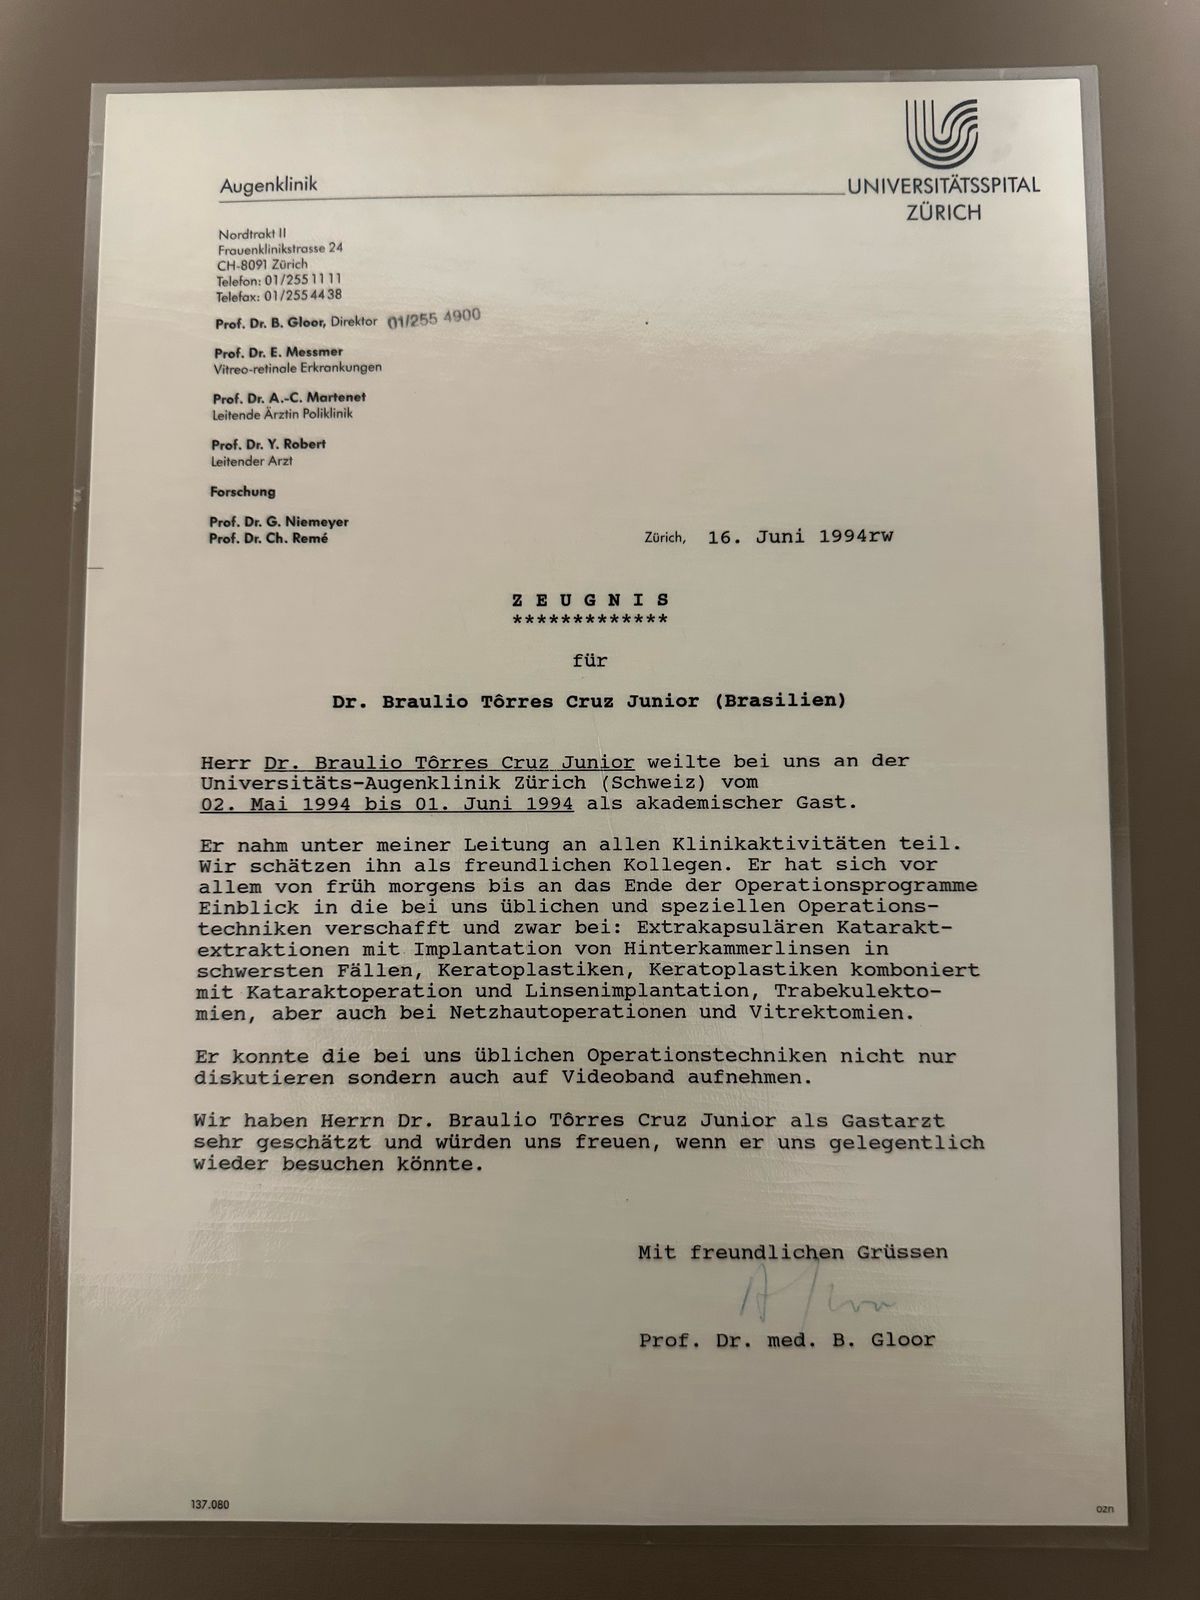 Augenklinik
UNIVERSITÄTSSPITAL
ZÜRICH
Nordtrakt II
Frauenklinikstrasse 24
CH-8091 Zürich
Telefon: 01/255 11 11
Telefax: 01/255 44 38
Prof. Dr. B. Gloor, Direktor 01/255 4900
Prof. Dr. E. Messmer
Vitreo-retinale Erkrankungen
Prof. Dr. A.-C. Martenet
Leitende Ärztin Poliklinik
Prof. Dr. Y. Robert
Leitender Arzt
Forschung
Prof. Dr. G. Niemeyer
Prof. Dr. Ch. Remé
Zürich, 16. Juni 1994rw
Z E U G N I S
*************
für
Dr. Braulio Tôrres Cruz Junior (Brasilien)
Herr Dr. Braulio Tôrres Cruz Junior weilte bei uns an der
Universitäts-Augenklinik Zürich (Schweiz) vom
02. Mai 1994 bis 01. Juni 1994 als akademischer Gast.
Er nahm unter meiner Leitung an allen Klinikaktivitäten teil.
Wir schätzen ihn als freundlichen Kollegen. Er hat sich vor
allem von früh morgens bis an das Ende der Operationsprogramme
Einblick in die bei uns üblichen und speziellen Operations-
techniken verschafft und zwar bei: Extrakapsulären Katarakt-
extraktionen mit Implantation von Hinterkammerlinsen in
schwersten Fällen, Keratoplastiken, Keratoplastiken komboniert
mit Kataraktoperation und Linsenimplantation, Trabekulekto-
mien, aber auch bei Netzhautoperationen und Vitrektomien.
Er konnte die bei uns üblichen Operationstechniken nicht nur
diskutieren sondern auch auf Videoband aufnehmen.
Wir haben Herrn Dr. Braulio Tôrres Cruz Junior als Gastarzt
sehr geschätzt und würden uns freuen, wenn er uns gelegentlich
wieder besuchen könnte.
Mit freundlichen Grüssen
Prof. Dr. med. B. Gloor
137.080
ozn